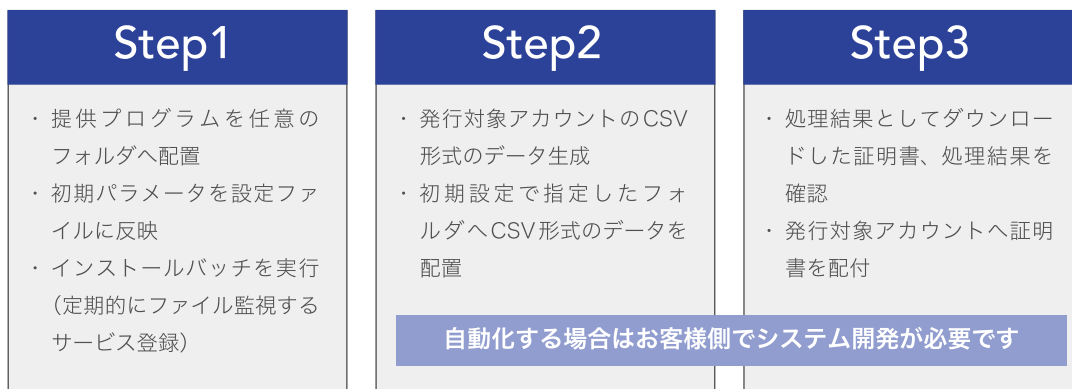 Step1
・提供プログラムを任意の
フォルダへ配置
・初期パラメータを設定ファ
イルに反映
・インストールバッチを実行
（定期的にファイル監視する
サービス登録）
Step2
・発行対象アカウントのCSV
形式のデータ生成
・初期設定で指定したフォ
ルダへCSV形式のデータを
配置
Step3
・処理結果としてダウンロー
ドした証明書、処理結果を
確認
・発行対象アカウントへ証明
書を配付
自動化する場合はお客様側でシステム開発が必要です